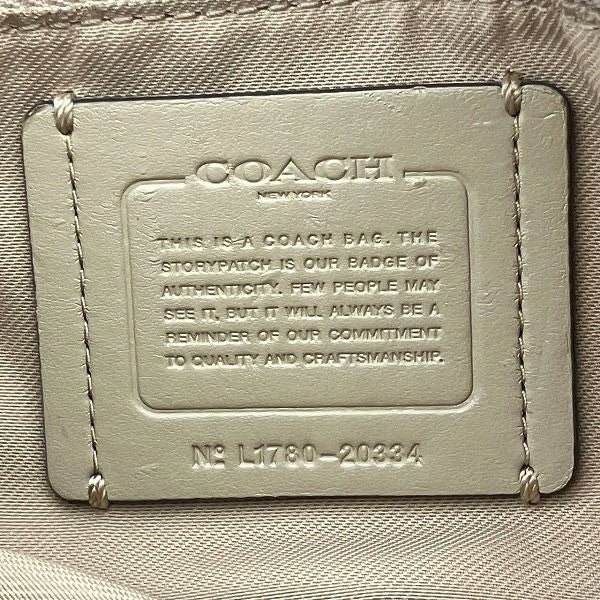 COACH
NEW YORK
THIS IS A COACH BAG. THE
STORYPATCH IS OUR BADGE OF
AUTHENTICITY. FEW PEOPLE MAY
SEE IT, BUT IT WILL ALWAYS BE A
REMINDER OF OUR COMMITMENT
TO QUALITY AND CRAFTSMANSHIP.
Nº L1780-20334